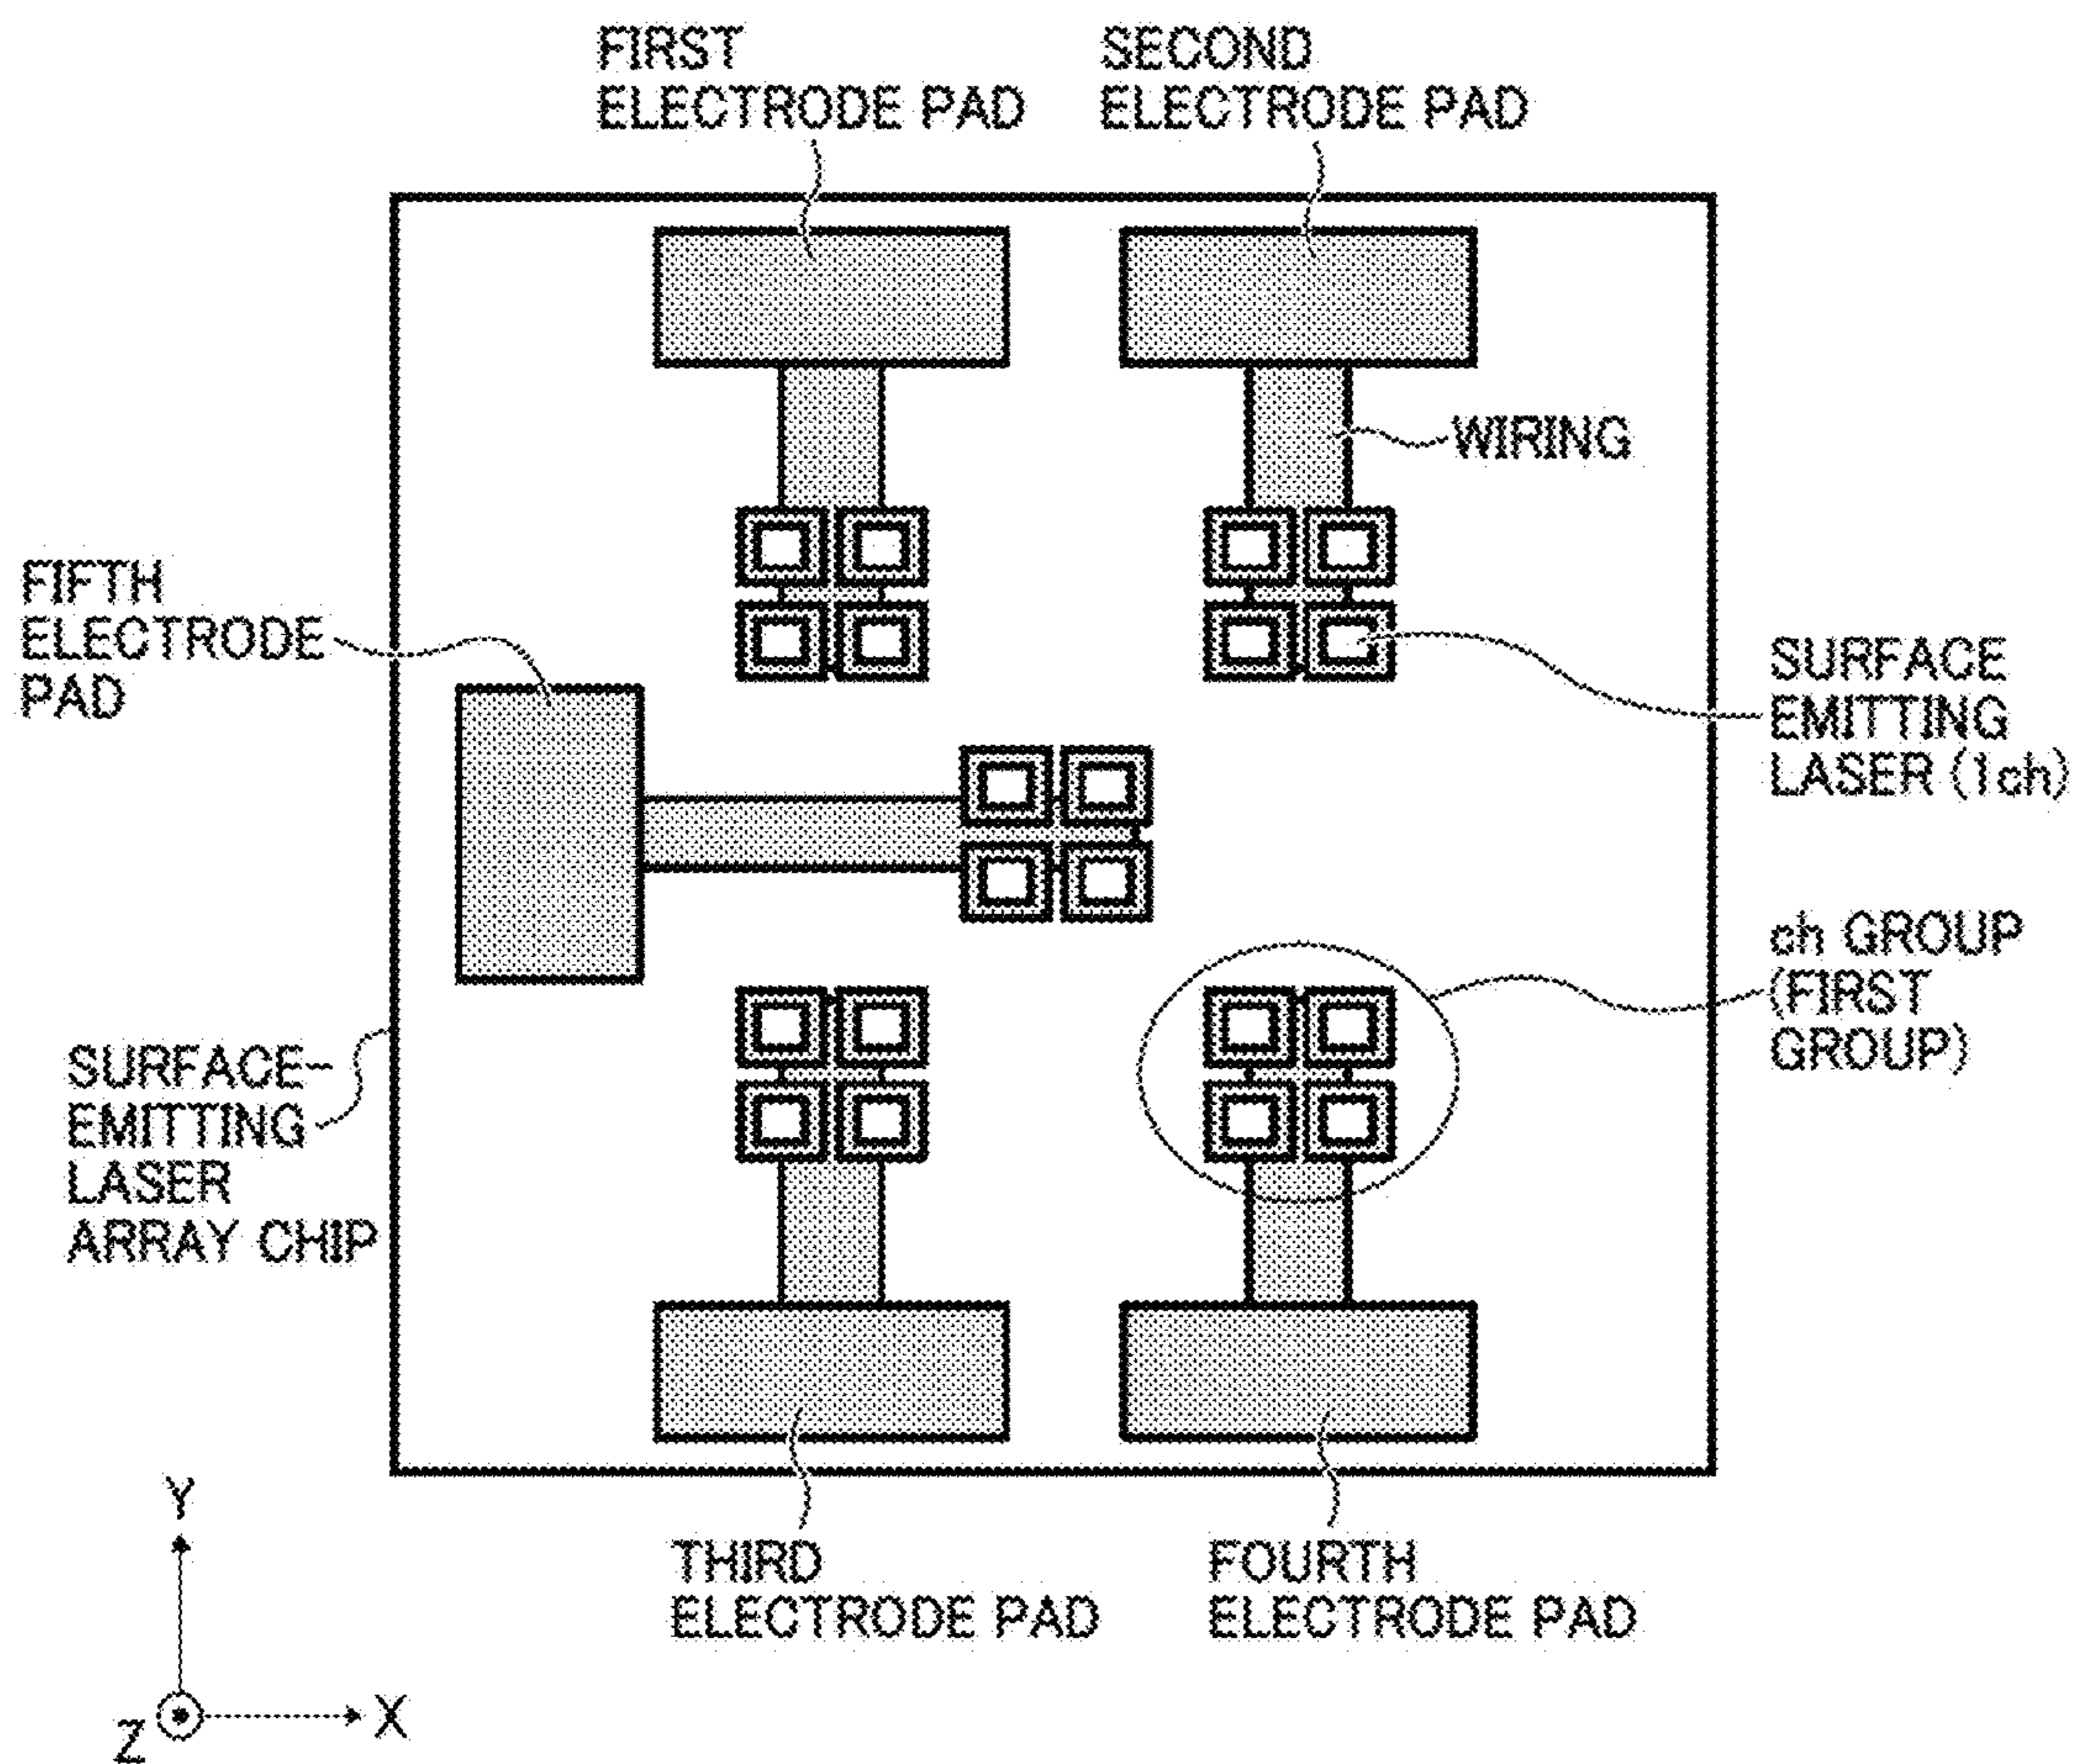 FIRST
ELECTRODE PAD
SECOND
ELECTRODE PAD
WIRING
FIFTH
ELECTRODE
PAD
SURFACE
EMITTING
LASER (1ch)
ch GROUP
(FIRST
GROUP)
SURFACE-
EMITTING
LASER
ARRAY CHIP
THIRD
ELECTRODE PAD
FOURTH
ELECTRODE PAD
Y
X
Z